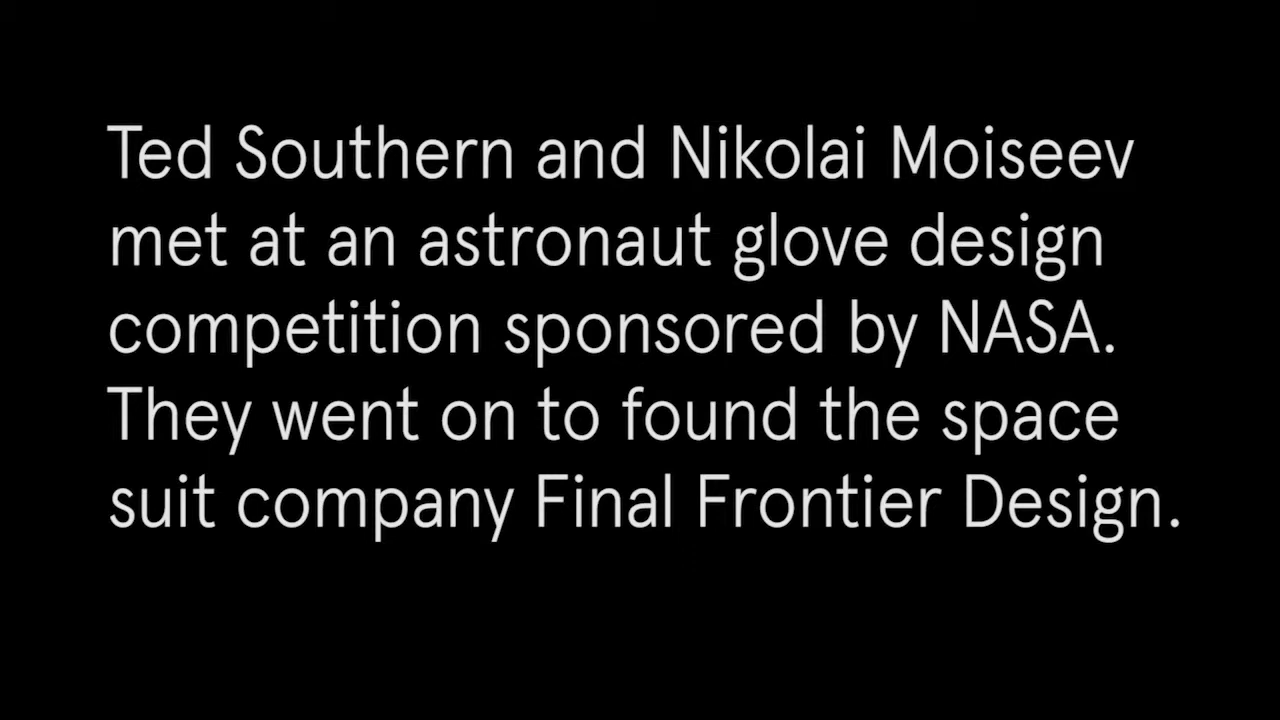 Ted Southern and Nikolai Moiseev
met at an astronaut glove design
competition sponsored by NASA.
They went on to found the space
suit company Final Frontier Design.